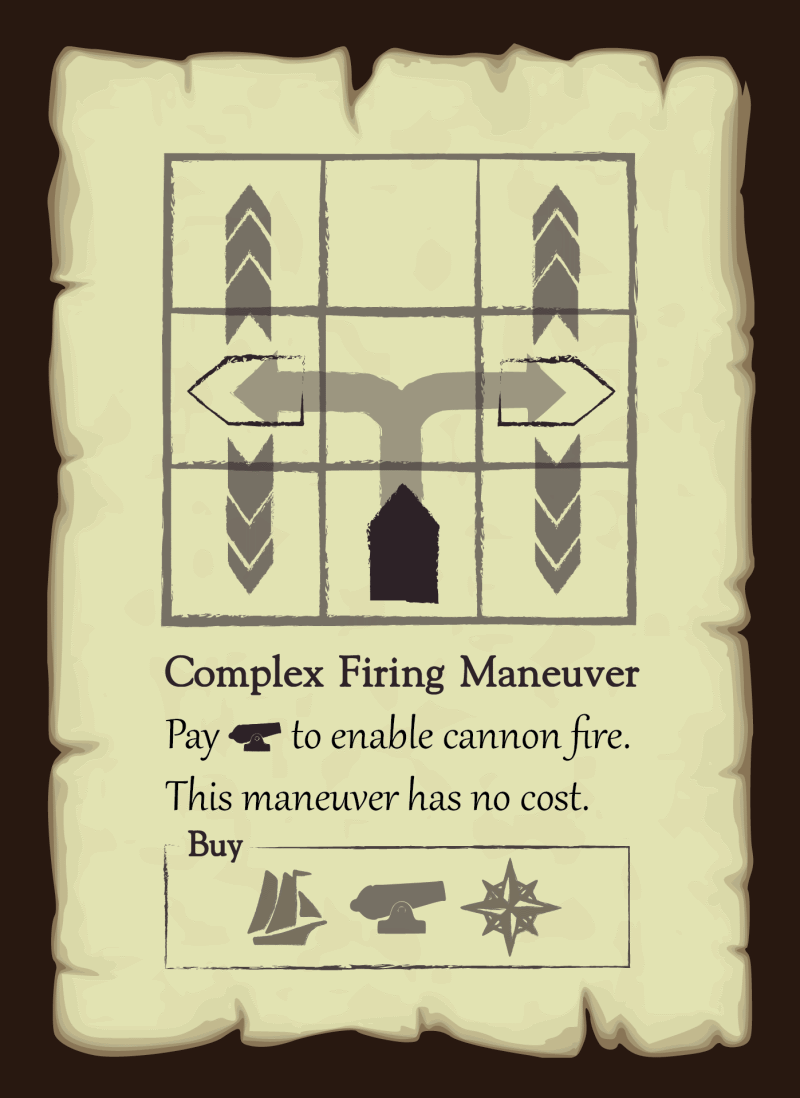 Complex Firing Maneuver
Pay to enable cannon fire.
This maneuver has no cost.
Buy